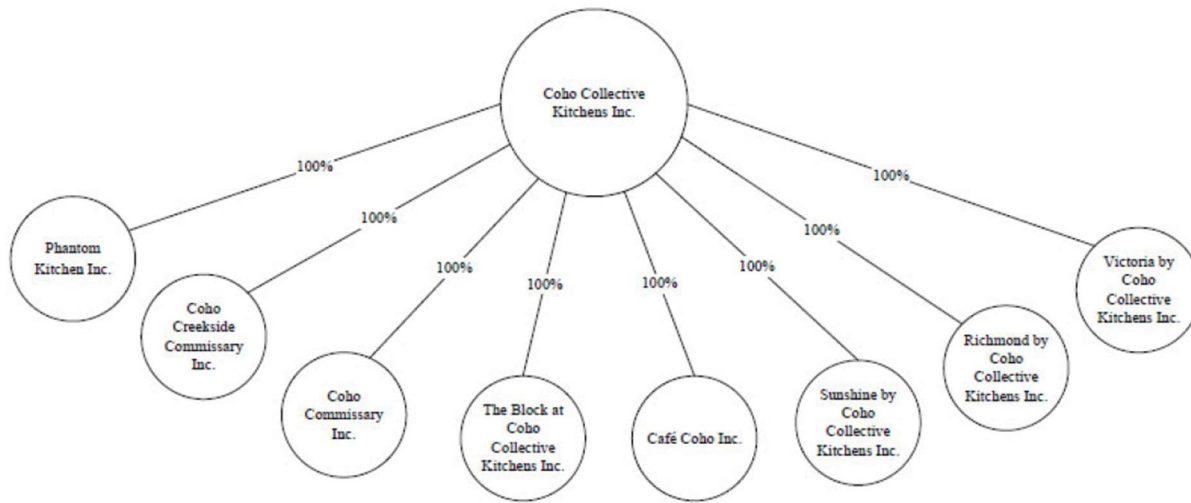 Coho Collective
Kitchens Inc.
100%
100%
100%
100%
100%
100%
100%
100%
Phantom
Kitchen Inc.
Coho
Creekside
Commissary
Inc.
Coho
Commissary
Inc.
The Block at
Coho
Collective
Kitchens Inc.
Café Coho Inc.
Sunshine by
Coho
Collective
Kitchens Inc.
Richmond by
Coho
Collective
Kitchens Inc.
Victoria by
Coho
Collective
Kitchens Inc.